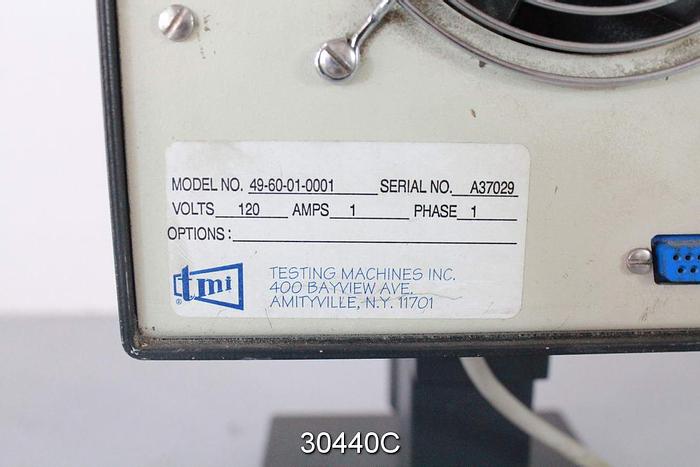 MODEL NO. 49-60-01-0001 SERIAL NO. A37029
VOLTS 120 AMPS 1 PHASE 1
OPTIONS:
tmi ®
TESTING MACHINES INC.
400 BAYVIEW AVE.
AMITYVILLE, N.Y. 11701
30440C